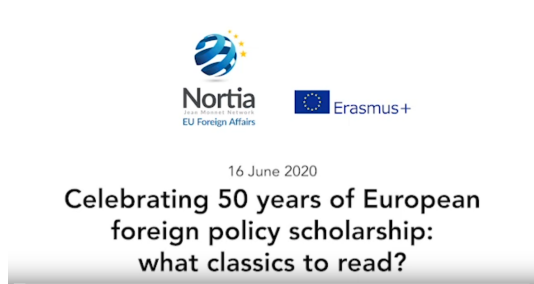 Nortia
Jean Monnet Network
EU Foreign Affairs
Erasmus+
16 June 2020
Celebrating 50 years of European
foreign policy scholarship:
what classics to read?